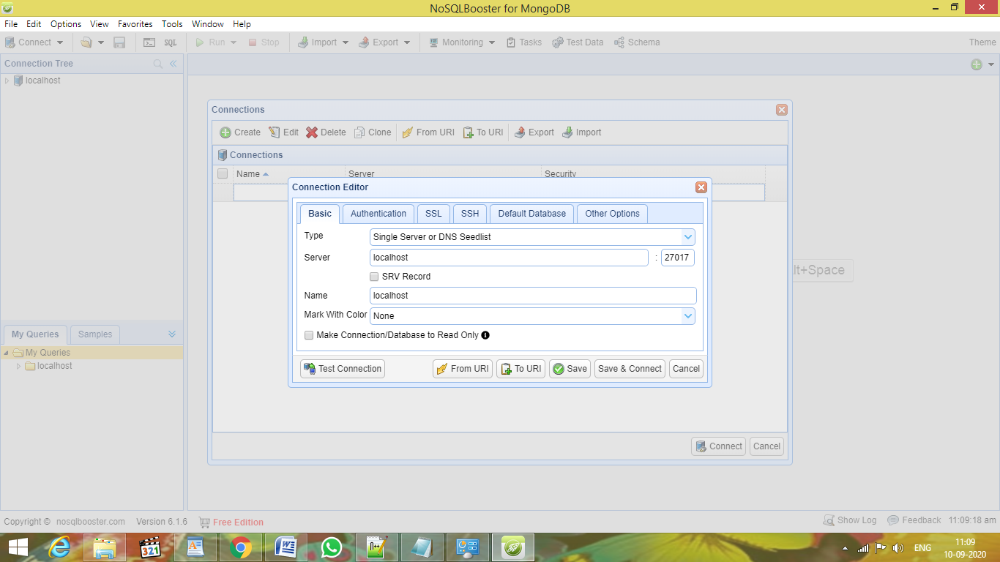 NoSQLBooster for MongoDB
File Edit Options View Favorites Tools Window Help
Connect SQL Run Stop Import Export Monitoring Tasks Test Data Schema Theme
Connection Tree
localhost
Connections
Create Edit Delete Clone From URI To URI Export Import
Connections
Name Server Security
Connection Editor
Basic Authentication SSL SSH Default Database Other Options
Type Single Server or DNS Seedlist
Server localhost : 27017
SRV Record
Name localhost
Mark With Color None
Make Connection/Database to Read Only
Test Connection From URI To URI Save Save & Connect Cancel
lt+Space
My Queries Samples
My Queries
localhost
Connect Cancel
Copyright © nosqlbooster.com Version 6.1.6 Free Edition Show Log Feedback 11:09:18 am
321
ENG 11:09
10-09-2020